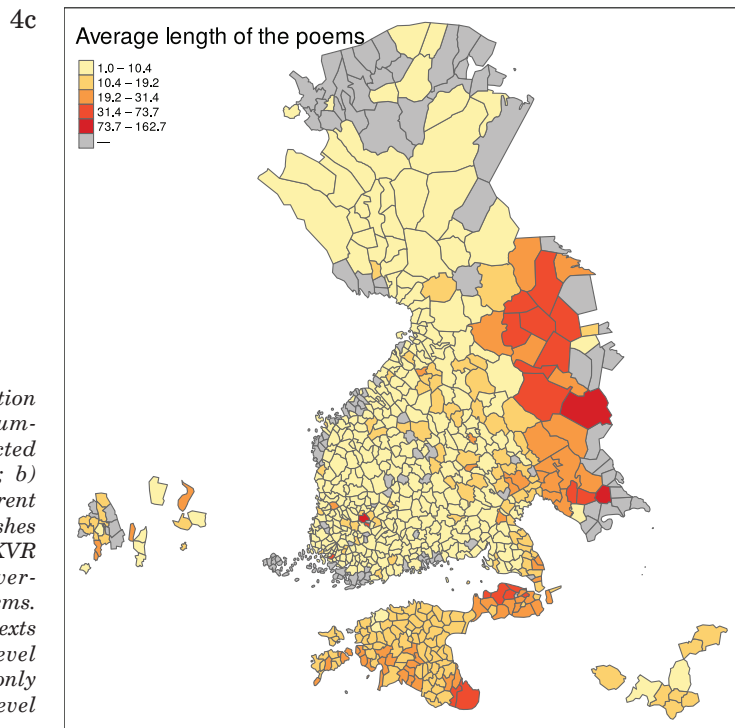 4c
Average length of the poems
1.0 – 10.4
10.4 – 19.2
19.2 – 31.4
31.4 – 73.7
73.7 – 162.7
—
tion
um-
cted
; b)
rent
shes
KVR
ver-
ems.
exts
evel
only
evel